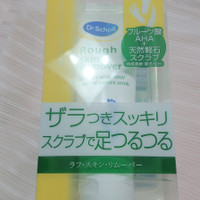 Dr.Scholl
フルーツ酸
AHA
天然軽石
スクラブ
Rough
Skin
Remover
ザラつきスッキリ
スクラブで足つるつる
ラフ・スキン・リムーバー